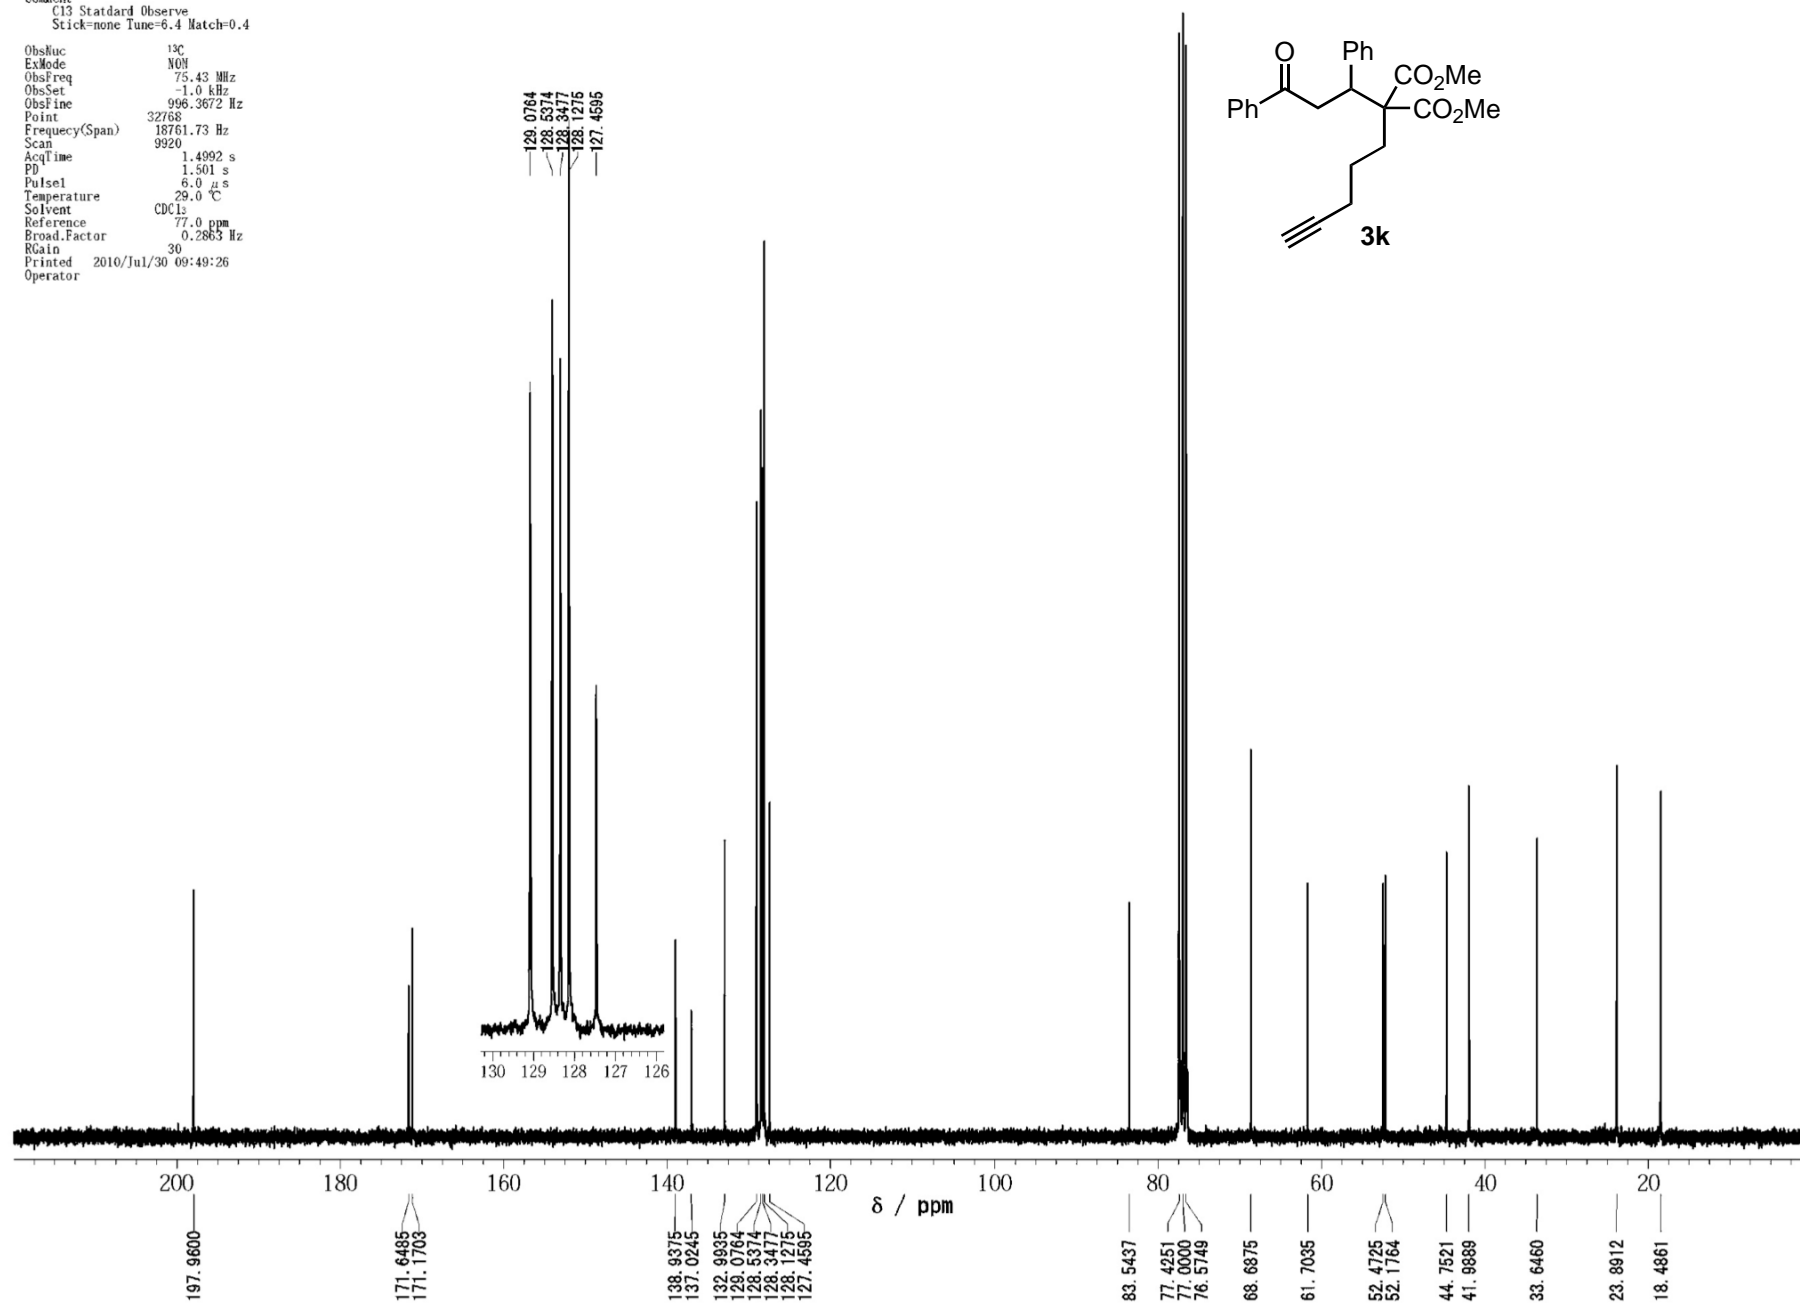 C13 Statdard Observe
Stick=none Tune=6.4 Match=0.4
ObsNuc 13C
ExMode NON
ObsFreq 75.43 MHz
ObsSet -1.0 kHz
ObsFine 996.3672 Hz
Point 32768
Frequecy(Span) 18761.73 Hz
Scan 9920
AcqTime 1.4992 s
PD 1.501 s
Pulse1 6.0 μs
Temperature 29.0 ℃
Solvent CDCl3
Reference 77.0 ppm
Broad.Factor 0.2863 Hz
RGain 30
Printed 2010/Jul/30 09:49:26
Operator
129.0764
128.5374
128.3477
128.1275
127.4595
O
Ph
Ph
CO2Me
CO2Me
3k
130 129 128 127 126
200 180 160 140 120 100 80 60 40 20
δ / ppm
197.9600
171.6485
171.1703
138.9375
137.0245
132.9935
129.0764
128.5374
128.3477
128.1275
127.4595
83.5437
77.4251
77.0000
76.5749
68.6875
61.7035
52.4725
52.1764
44.7521
41.9889
33.6460
23.8912
18.4861